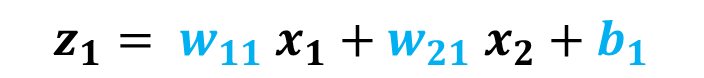 z₁ = w₁₁ x₁ + w₂₁ x₂ + b₁